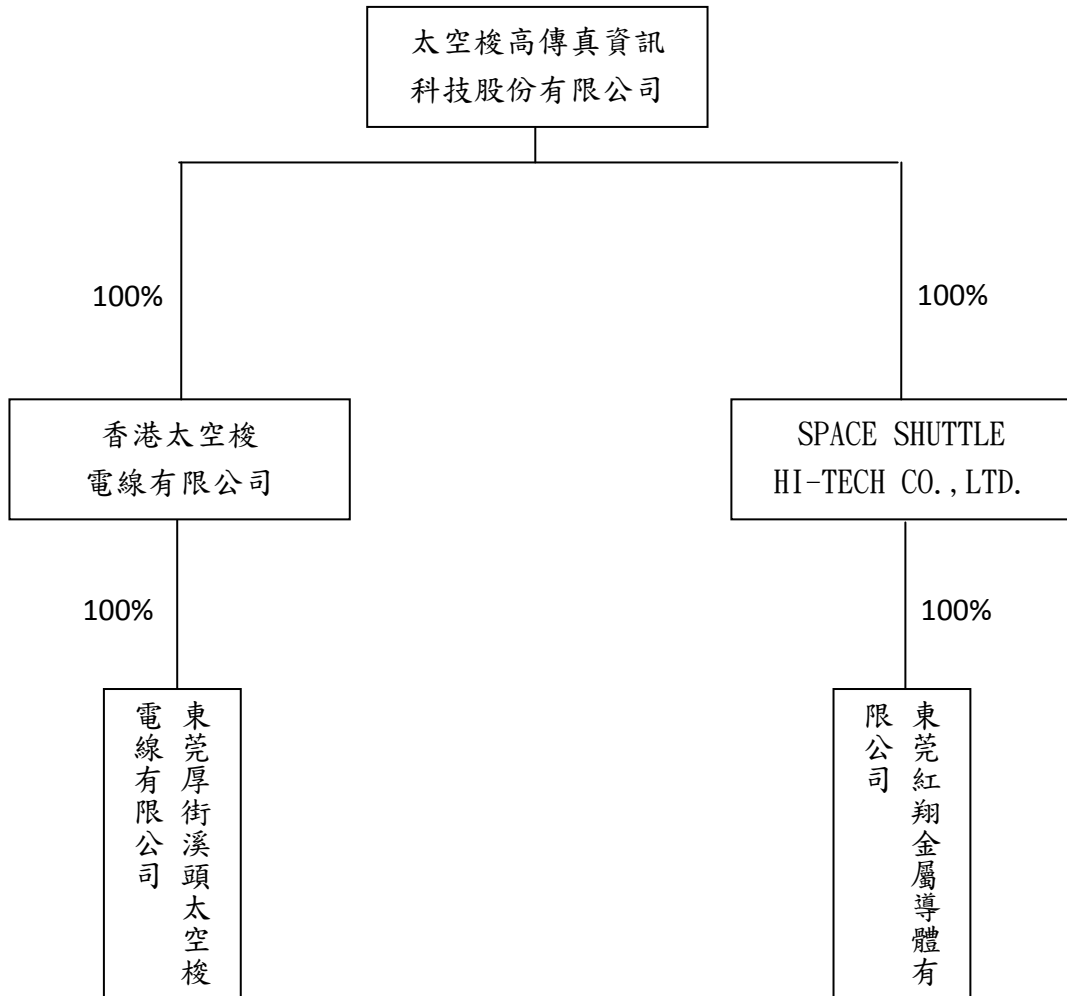 太空梭高傳真資訊
科技股份有限公司
100%
100%
香港太空梭
電線有限公司
SPACE SHUTTLE
HI-TECH CO.,LTD.
100%
100%
東莞厚街溪頭太空梭
電線有限公司
東莞紅翔金屬導體有
限公司